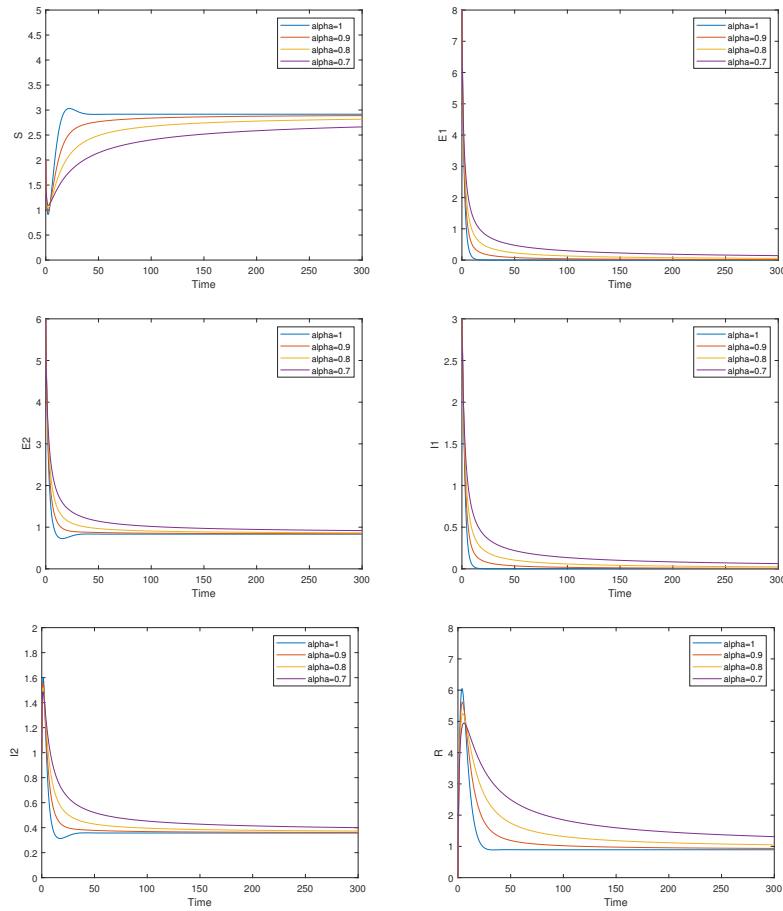 5
4.5
4
3.5
3
2.5
2
1.5
1
0.5
0
S
0 50 100 150 200 250 300
Time
alpha=1
alpha=0.9
alpha=0.8
alpha=0.7
8
7
6
5
4
3
2
1
0
E1
0 50 100 150 200 250 300
Time
alpha=1
alpha=0.9
alpha=0.8
alpha=0.7
6
5
4
3
2
1
0
E2
0 50 100 150 200 250 300
Time
alpha=1
alpha=0.9
alpha=0.8
alpha=0.7
3
2.5
2
1.5
1
0.5
0
I1
0 50 100 150 200 250 300
Time
alpha=1
alpha=0.9
alpha=0.8
alpha=0.7
2
1.8
1.6
1.4
1.2
1
0.8
0.6
0.4
0.2
0
I2
0 50 100 150 200 250 300
Time
alpha=1
alpha=0.9
alpha=0.8
alpha=0.7
8
7
6
5
4
3
2
1
0
R
0 50 100 150 200 250 300
Time
alpha=1
alpha=0.9
alpha=0.8
alpha=0.7